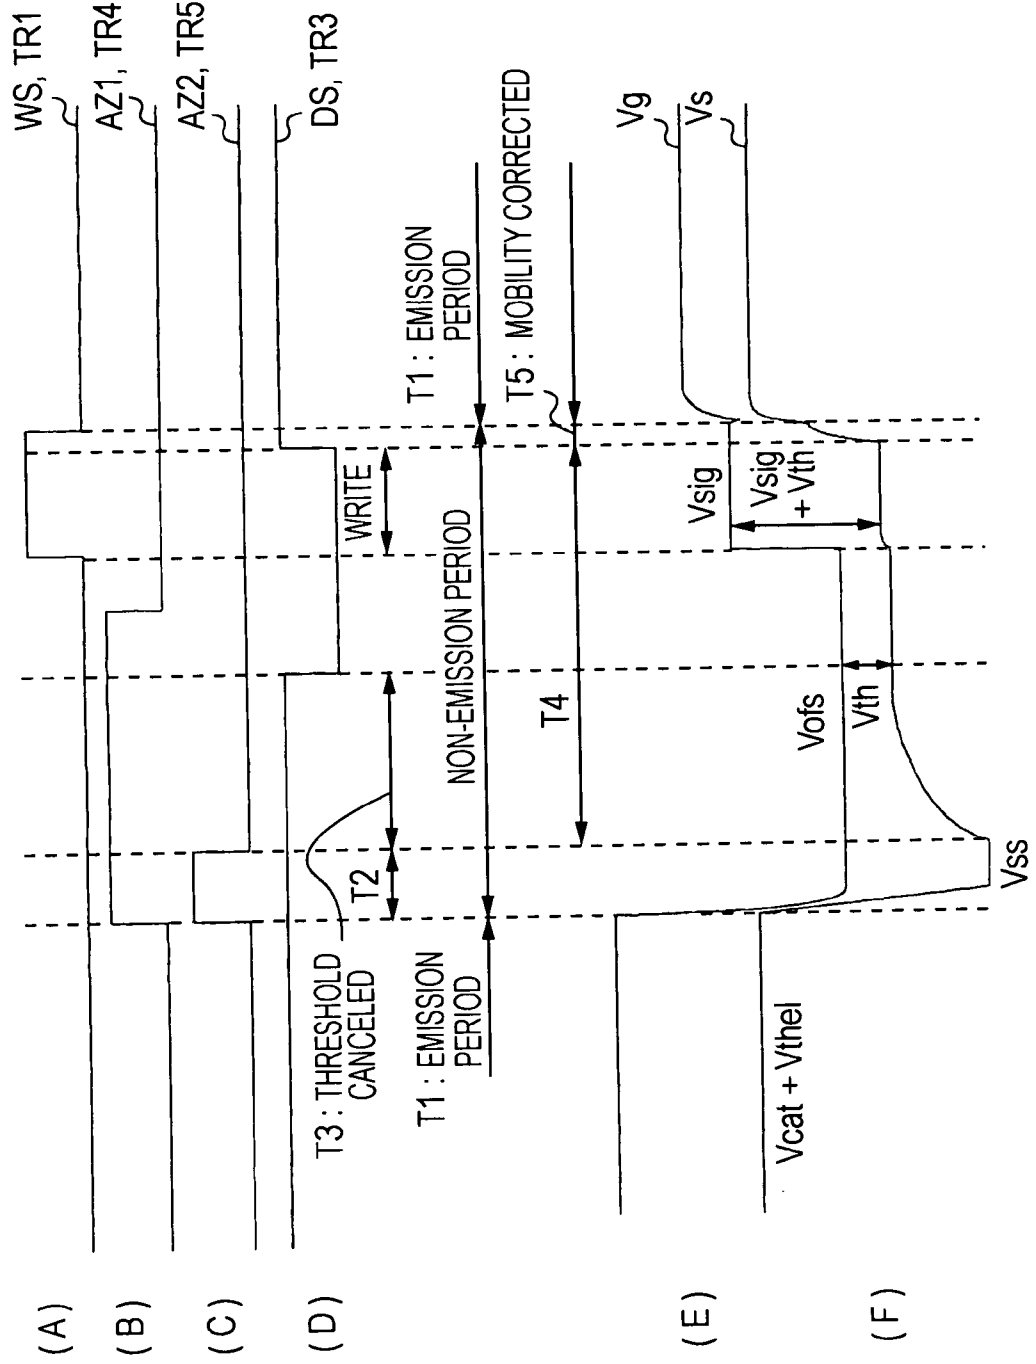 (A)
WS, TR1
(B)
AZ1, TR4
(C)
AZ2, TR5
(D)
DS, TR3
T3 : THRESHOLD
CANCELED
T2
WRITE
T1 : EMISSION
PERIOD
NON-EMISSION PERIOD
T1 : EMISSION
PERIOD
T4
T5 : MOBILITY CORRECTED
(E)
Vg
Vs
Vcat + Vthel
Vofs
Vsig
Vsig
+ Vth
Vth
(F)
Vss